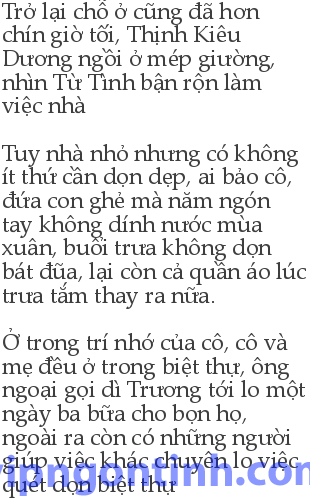 Trở lại chỗ ở cũng đã hơn
chín giờ tối, Thịnh Kiêu
Dương ngồi ở mép giường,
nhìn Từ Tình bận rộn làm
việc nhà
Tuy nhà nhỏ nhưng có không
ít thứ cần dọn dẹp, ai bảo cô,
đứa con ghẻ mà năm ngón
tay không dính nước mùa
xuân, buổi trưa không dọn
bát đũa, lại còn cả quần áo lúc
trưa tắm thay ra nữa.
Ở trong trí nhớ của cô, cô và
mẹ đều ở trong biệt thự, ông
ngoại gọi dì Trương tới lo một
ngày ba bữa cho bọn họ,
ngoài ra còn có những người
giúp việc khác chuyên lo việc
quét dọn biệt thự
vipngontinh.com